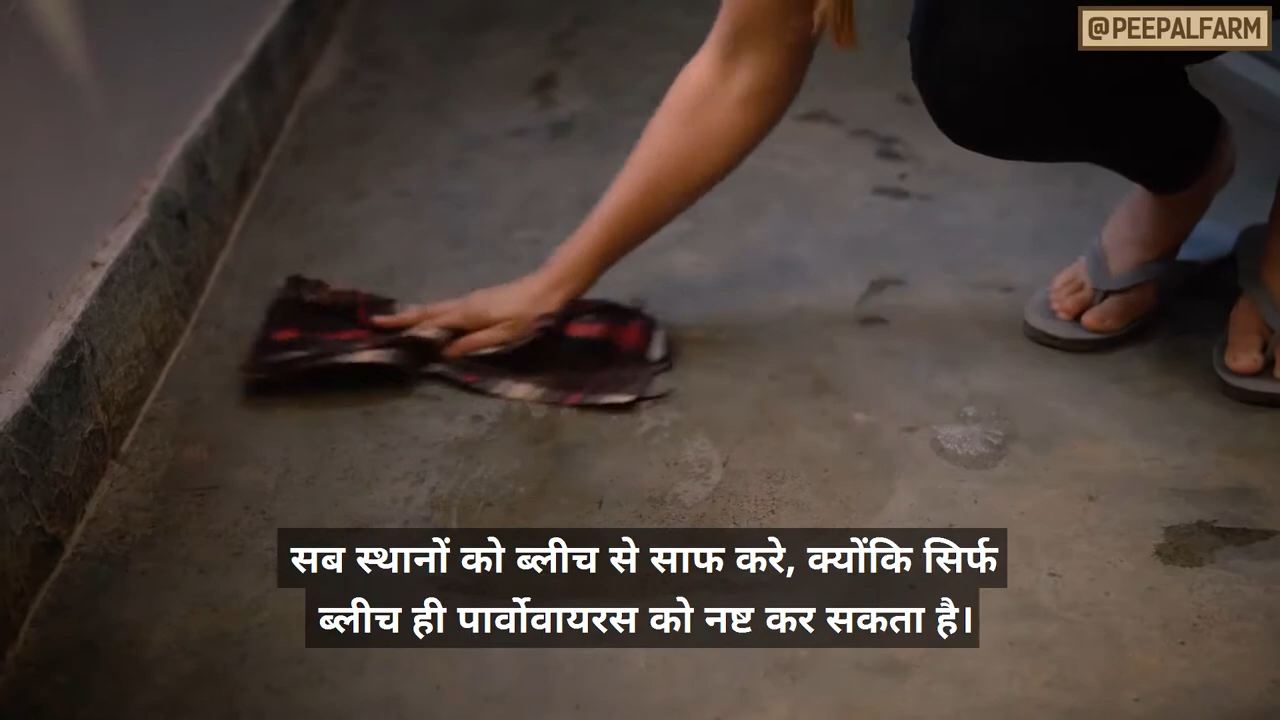 @PEEPALFARM
सब स्थानों को ब्लीच से साफ करे, क्योंकि सिर्फ
ब्लीच ही पार्वोवायरस को नष्ट कर सकता है।